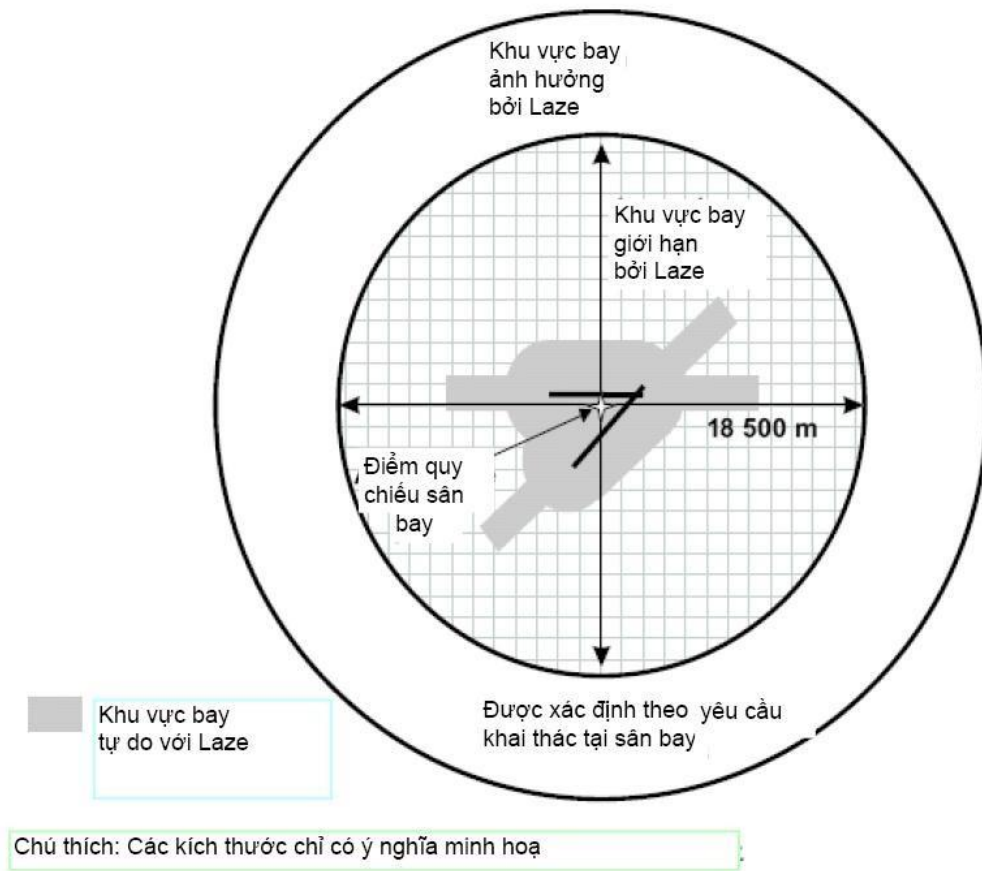 Khu vực bay
ảnh hưởng
bởi Laze
Khu vực bay
giới hạn
bởi Laze
18 500 m
Điểm quy
chiếu sân
bay
Được xác định theo yêu cầu
khai thác tại sân bay
Khu vực bay
tự do với Laze
Chú thích: Các kích thước chỉ có ý nghĩa minh hoạ